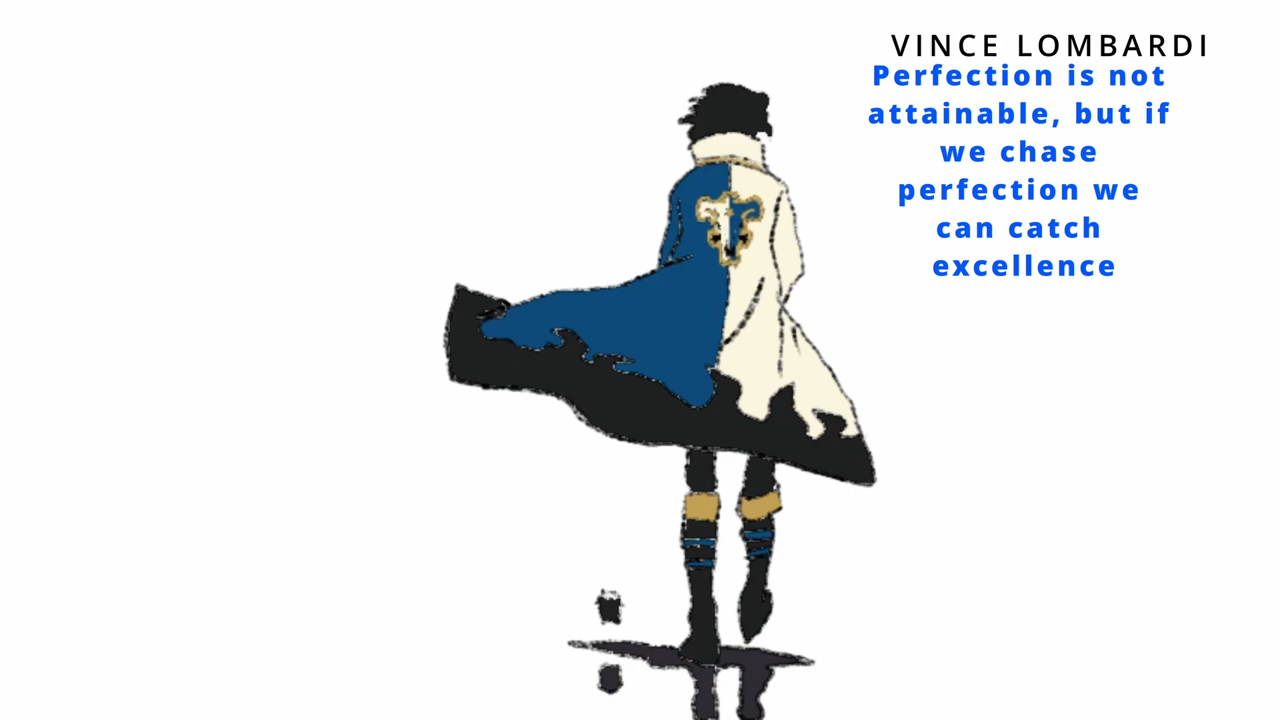 VINCE LOMBARDI
Perfection is not
attainable, but if
we chase
perfection we
can catch
excellence